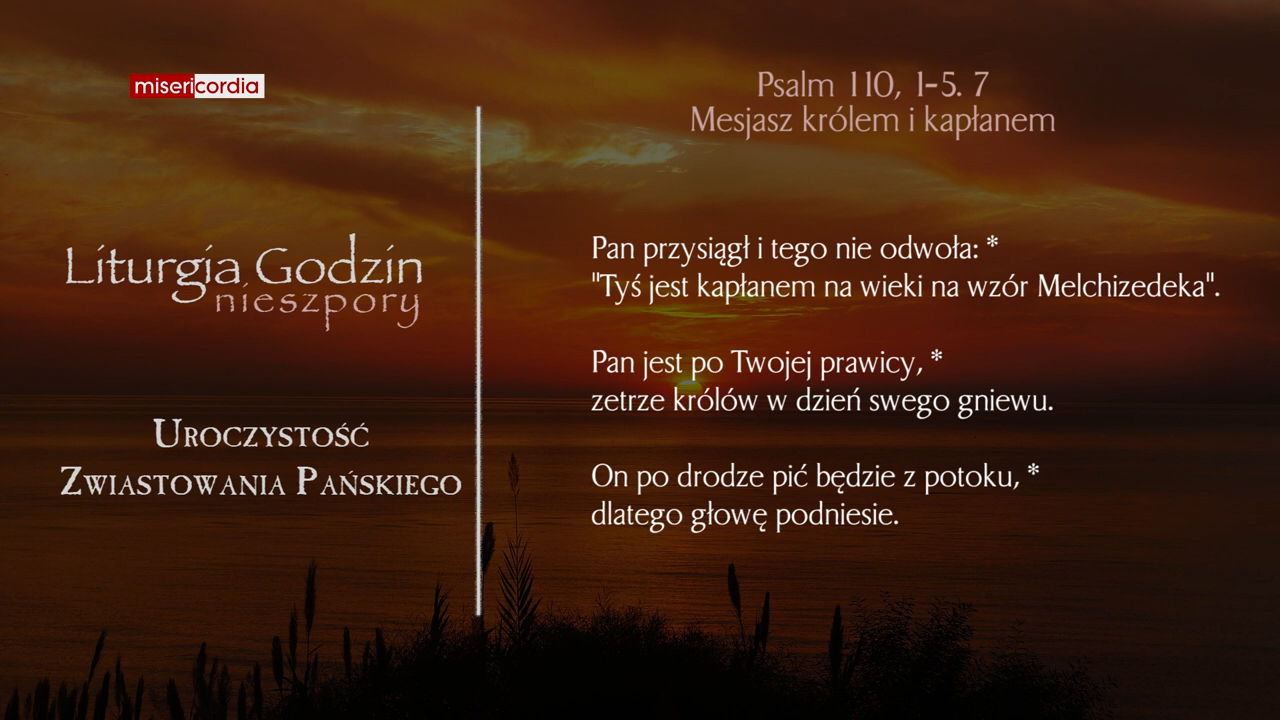 misericordia
Liturgia Godzin
nieszpory
Uroczystość
Zwiastowania Pańskiego
Psalm 110, 1-5. 7
Mesjasz królem i kapłanem
Pan przysiągł i tego nie odwoła: *
"Tyś jest kapłanem na wieki na wzór Melchizedeka".
Pan jest po Twojej prawicy, *
zetrze królów w dzień swego gniewu.
On po drodze pić będzie z potoku, *
dlatego głowę podniesie.